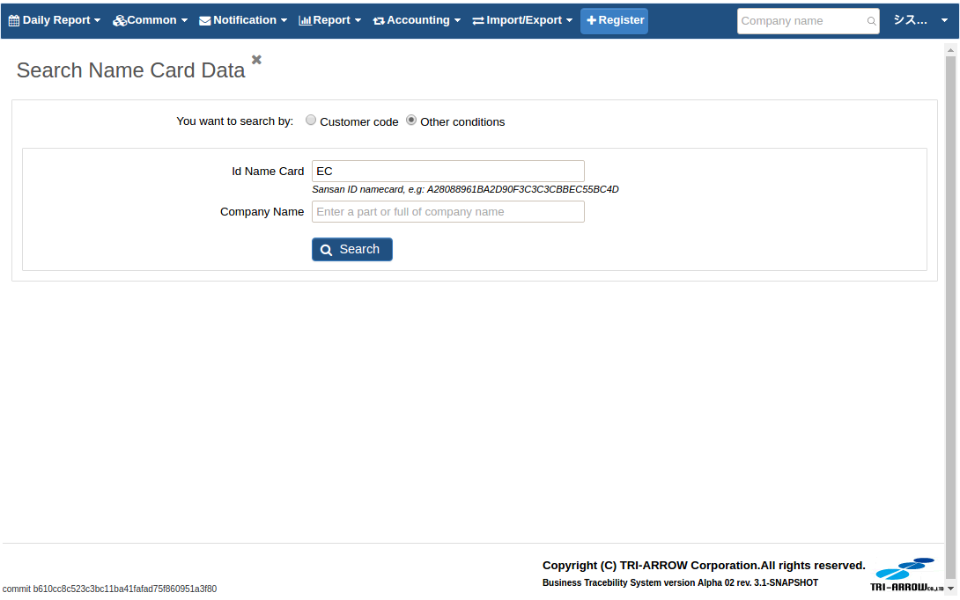 Daily Report Common Notification Report Accounting Import/Export Register Company name シス...
Search Name Card Data
You want to search by: Customer code Other conditions
Id Name Card EC
Sansan ID namecard, e.g: A28088961BA2D90F3C3C3CBBEC55BC4D
Company Name Enter a part or full of company name
Search
Copyright (C) TRI-ARROW Corporation.All rights reserved.
Business Tracebility System version Alpha 02 rev. 3.1-SNAPSHOT
TRI-ARROW
commit b610cc8c523c3bc11ba41fafad75f860951a3f80